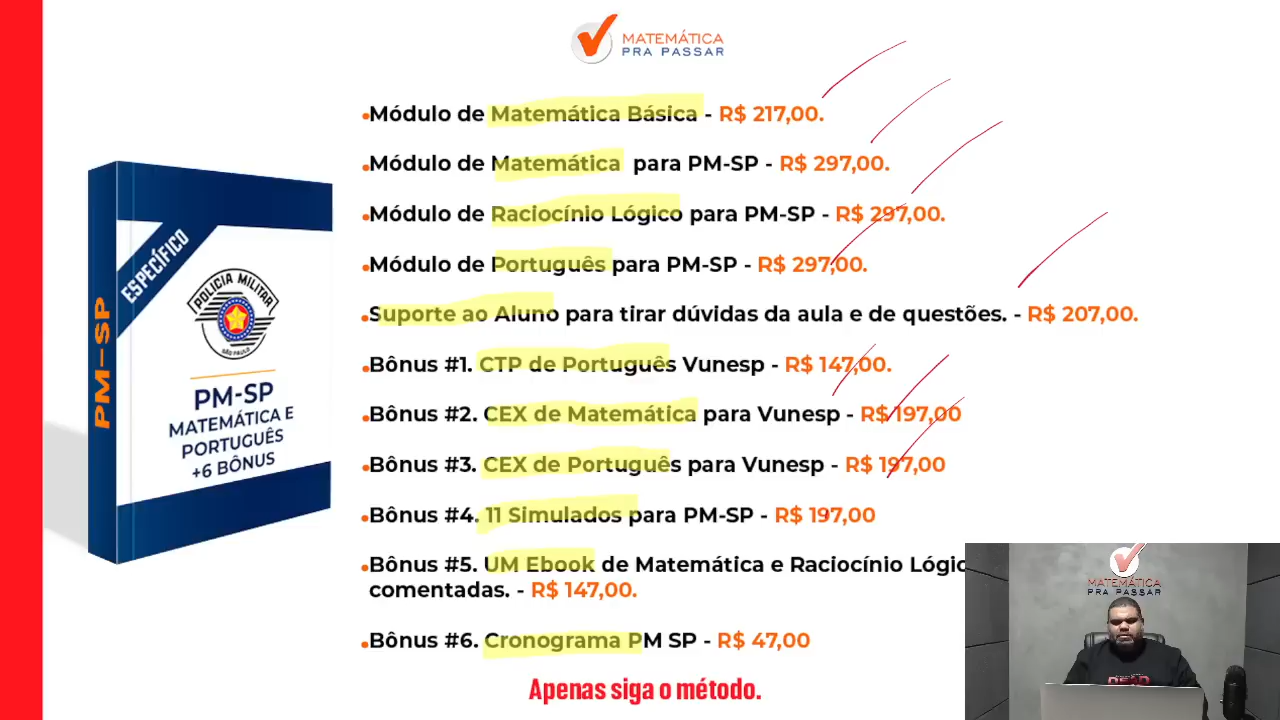 MATEMÁTICA
PRA PASSAR
•Módulo de Matemática Básica - R$ 217,00.
•Módulo de Matemática para PM-SP - R$ 297,00.
•Módulo de Raciocínio Lógico para PM-SP - R$ 297,00.
•Módulo de Português para PM-SP - R$ 297,00.
•Suporte ao Aluno para tirar dúvidas da aula e de questões. - R$ 207,00.
•Bônus #1. CTP de Português Vunesp - R$ 147,00.
•Bônus #2. CEX de Matemática para Vunesp - R$ 197,00
•Bônus #3. CEX de Português para Vunesp - R$ 197,00
•Bônus #4. 11 Simulados para PM-SP - R$ 197,00
•Bônus #5. UM Ebook de Matemática e Raciocínio Lógic
comentadas. - R$ 147,00.
•Bônus #6. Cronograma PM SP - R$ 47,00
Apenas siga o método.
PM-SP
ESPECÍFICO
POLÍCIA MILITAR
SÃO PAULO
PM-SP
MATEMÁTICA E
PORTUGUÊS
+6 BÔNUS
MATEMÁTICA
PRA PASSAR